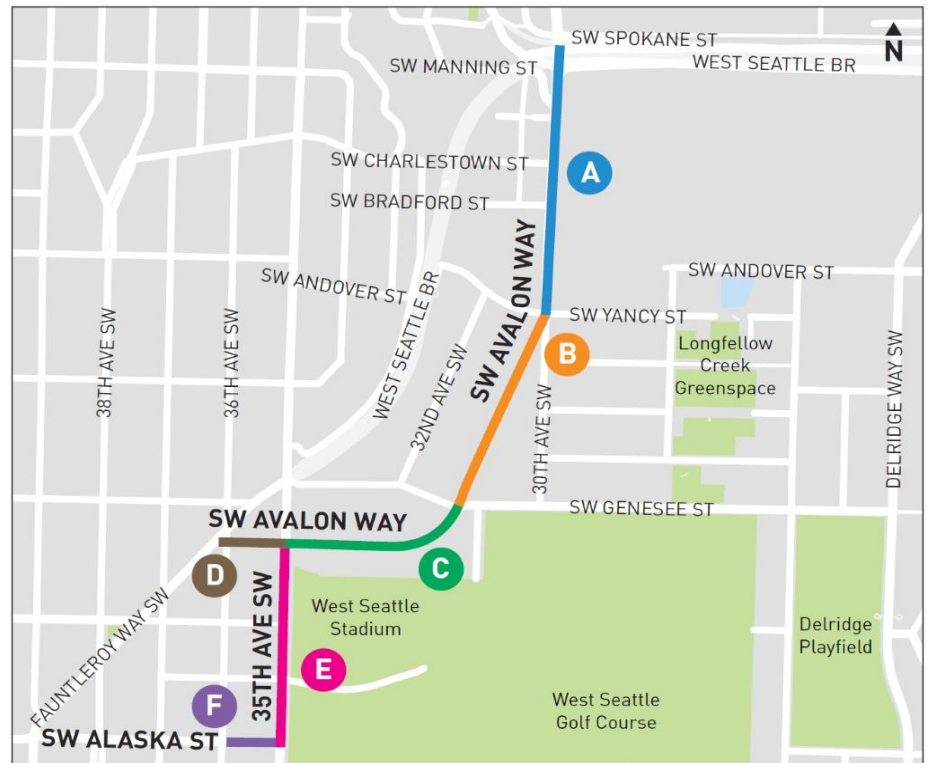 SW SPOKANE ST
N
WEST SEATTLE BR
SW MANNING ST
SW CHARLESTOWN ST
A
SW BRADFORD ST
SW ANDOVER ST
SW ANDOVER ST
SW AVALON WAY
SW YANCY ST
B
Longfellow
Creek
Greenspace
38TH AVE SW
36TH AVE SW
WEST SEATTLE BR
32ND AVE SW
30TH AVE SW
DELRIDGE WAY SW
SW GENESEE ST
SW AVALON WAY
C
D
West Seattle
Stadium
Delridge
Playfield
35TH AVE SW
E
FAUNTLEROY WAY SW
F
West Seattle
Golf Course
SW ALASKA ST